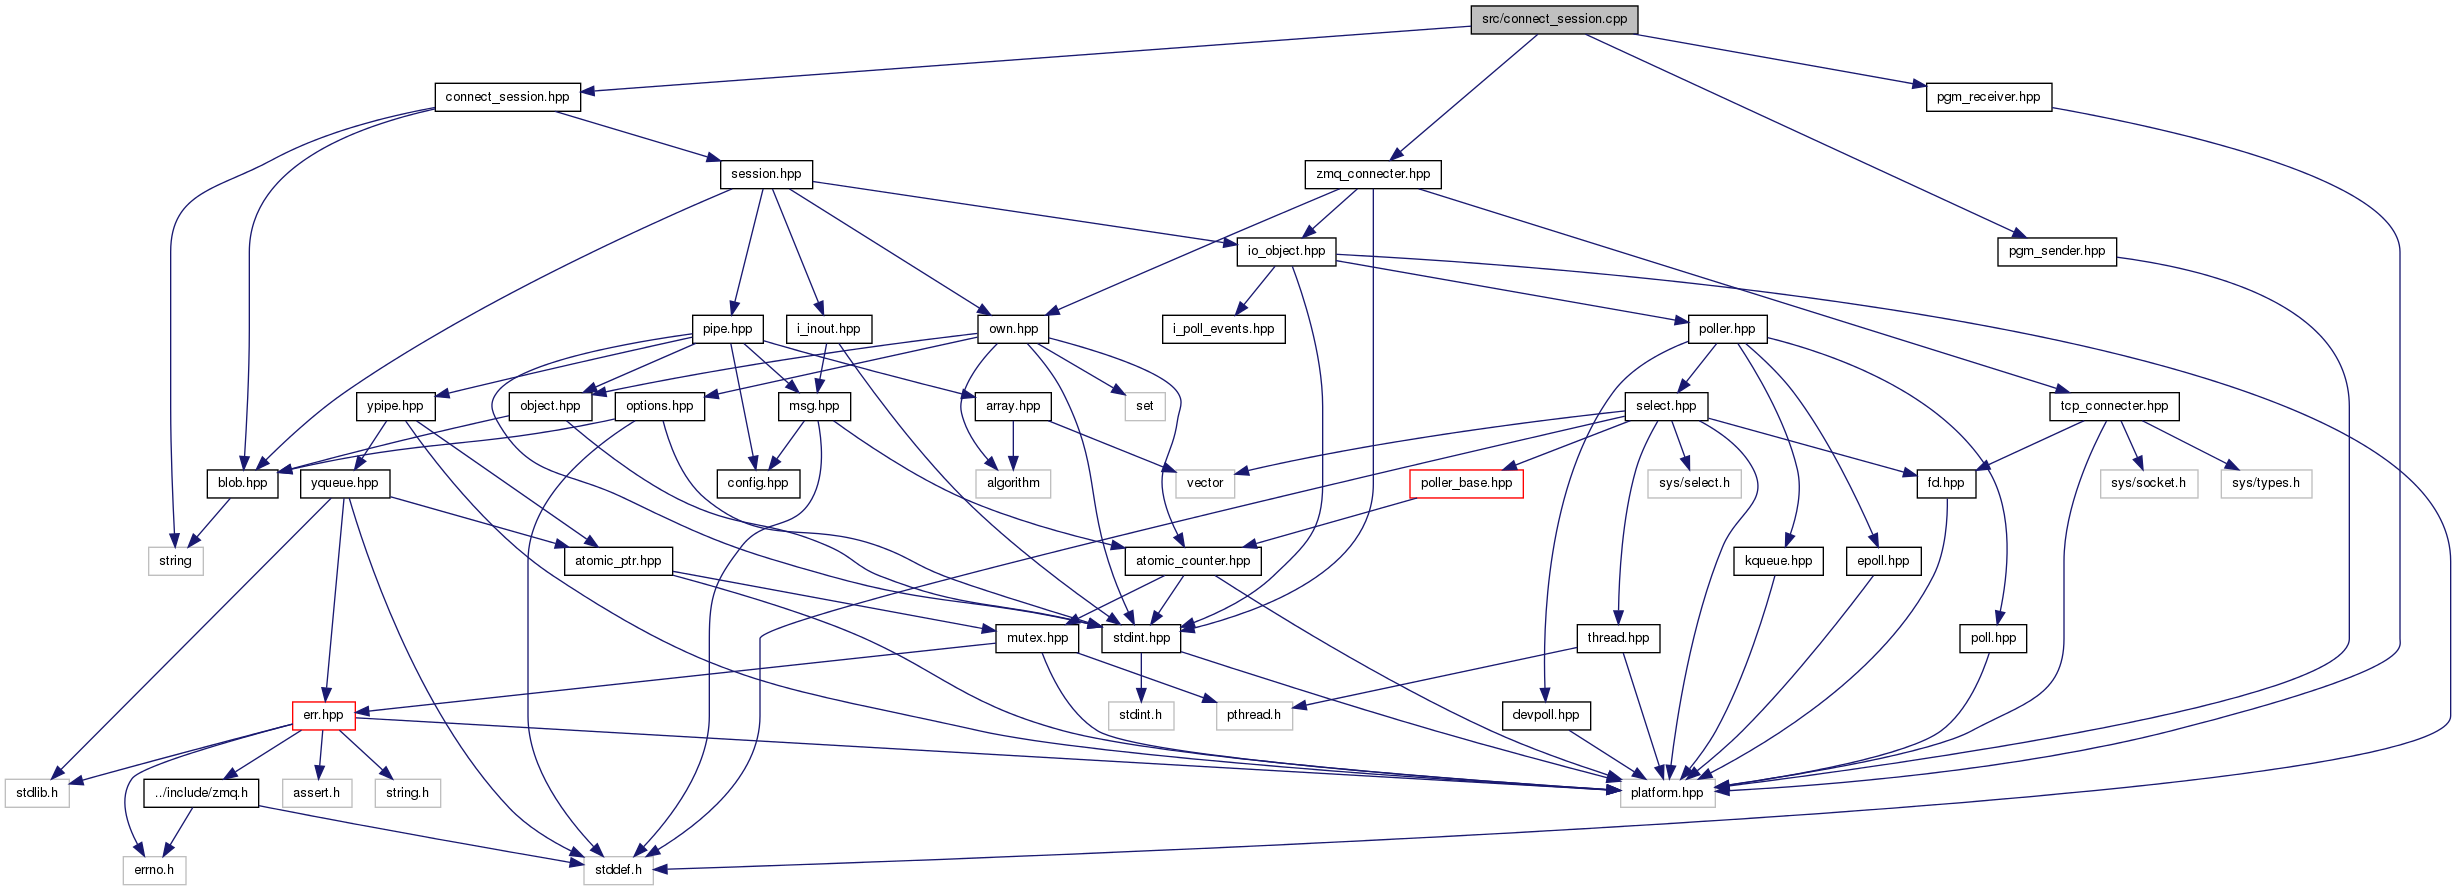 src/connect_session.cpp
connect_session.hpp
pgm_receiver.hpp
session.hpp
zmq_connecter.hpp
io_object.hpp
pgm_sender.hpp
pipe.hpp
i_inout.hpp
own.hpp
i_poll_events.hpp
poller.hpp
ypipe.hpp
object.hpp
options.hpp
msg.hpp
array.hpp
set
select.hpp
tcp_connecter.hpp
blob.hpp
yqueue.hpp
config.hpp
algorithm
vector
poller_base.hpp
sys/select.h
fd.hpp
sys/socket.h
sys/types.h
string
atomic_ptr.hpp
atomic_counter.hpp
kqueue.hpp
epoll.hpp
mutex.hpp
stdint.hpp
thread.hpp
poll.hpp
err.hpp
stdint.h
pthread.h
devpoll.hpp
stdlib.h
../include/zmq.h
assert.h
string.h
platform.hpp
errno.h
stddef.h